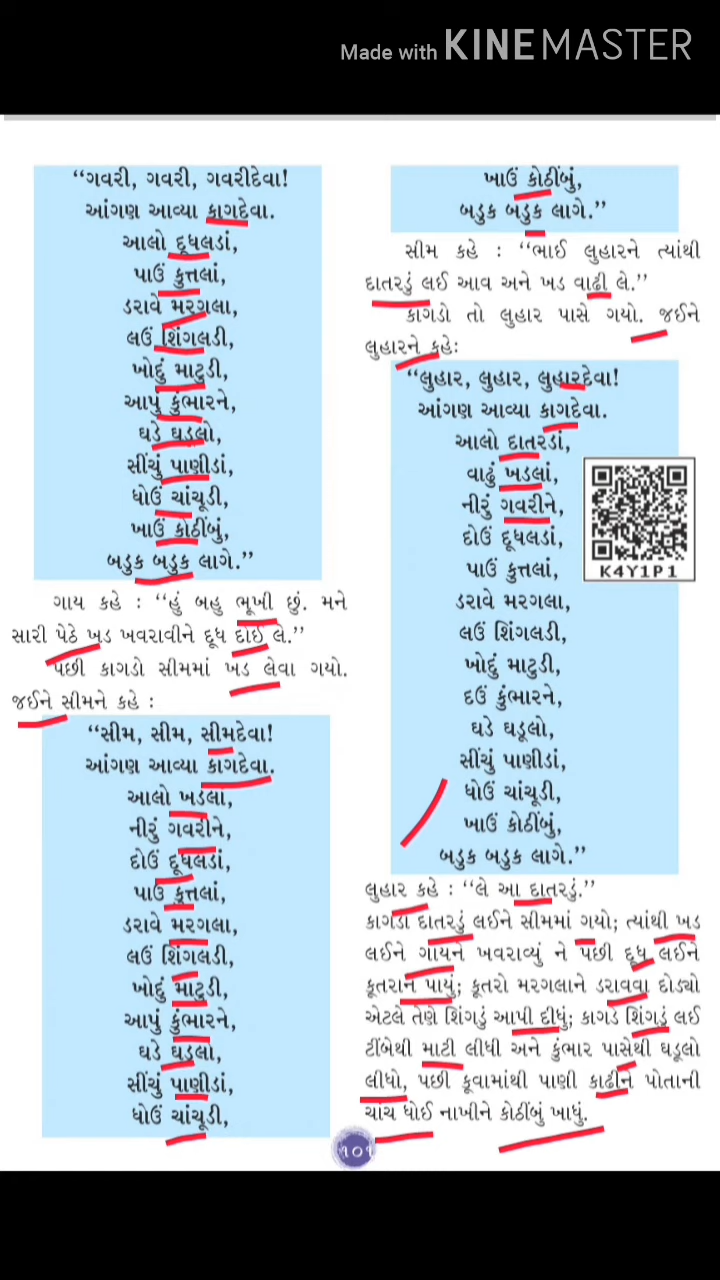 Made with KINEMASTER
“ગવરી, ગવરી, ગવરીદેવા!
આંગણ આવ્યા કાગદેવા.
આલો દૂધલડાં,
પાઉં કુત્તલાં,
ડરાવે મરગલા,
લઉં શિંગલડી,
ખોદું માટુડી,
આપું કુંભારને,
ઘડે ઘડૂલો,
સીંચું પાણીડાં,
ધોઉં ચાંચૂડી,
ખાઉં કોઠીંબું,
બડુક બડુક લાગે.”
ગાય કહે : “હું બહુ ભૂખી છું. મને
સારી પેઠે ખડ ખવરાવીને દૂધ દોઈ લે.”
પછી કાગડો સીમમાં ખડ લેવા ગયો.
જઈને સીમને કહે :
“સીમ, સીમ, સીમદેવા!
આંગણ આવ્યા કાગદેવા.
આલો ખડલા,
નીરું ગવરીને,
દોઉં દૂધલડાં,
પાઉં કુત્તલાં,
ડરાવે મરગલા,
લઉં શિંગલડી,
ખોદું માટુડી,
આપું કુંભારને,
ઘડે ઘડૂલો,
સીંચું પાણીડાં,
ધોઉં ચાંચૂડી,
ખાઉં કોઠીંબું,
બડુક બડુક લાગે.”
સીમ કહે : “ભાઈ લુહારને ત્યાંથી
દાતરડું લઈ આવ અને ખડ વાઢી લે.”
કાગડો તો લુહાર પાસે ગયો. જઈને
લુહારને કહે:
“લુહાર, લુહાર, લુહારદેવા!
આંગણ આવ્યા કાગદેવા.
આલો દાતરડાં,
વાઢું ખડલાં,
નીરું ગવરીને,
દોઉં દૂધલડાં,
પાઉં કુત્તલાં,
ડરાવે મરગલા,
લઉં શિંગલડી,
ખોદું માટુડી,
દઉં કુંભારને,
ઘડે ઘડૂલો,
સીંચું પાણીડાં,
ધોઉં ચાંચૂડી,
ખાઉં કોઠીંબું,
બડુક બડુક લાગે.”
K4Y1P1
લુહાર કહે : “લે આ દાતરડું.”
કાગડો દાતરડું લઈને સીમમાં ગયો; ત્યાંથી ખડ
લઈને ગાયને ખવરાવ્યું ને પછી દૂધ લઈને
કૂતરાને પાયું; કૂતરો મરગલાને ડરાવવા દોડ્યો
એટલે તેણે શિંગડું આપી દીધું; કાગડે શિંગડું લઈ
ટીંબેથી માટી લીધી અને કુંભાર પાસેથી ઘડૂલો
લીધો, પછી કૂવામાંથી પાણી કાઢીને પોતાની
ચાંચ ધોઈ નાખીને કોઠીંબું ખાધું.
૧૦૧